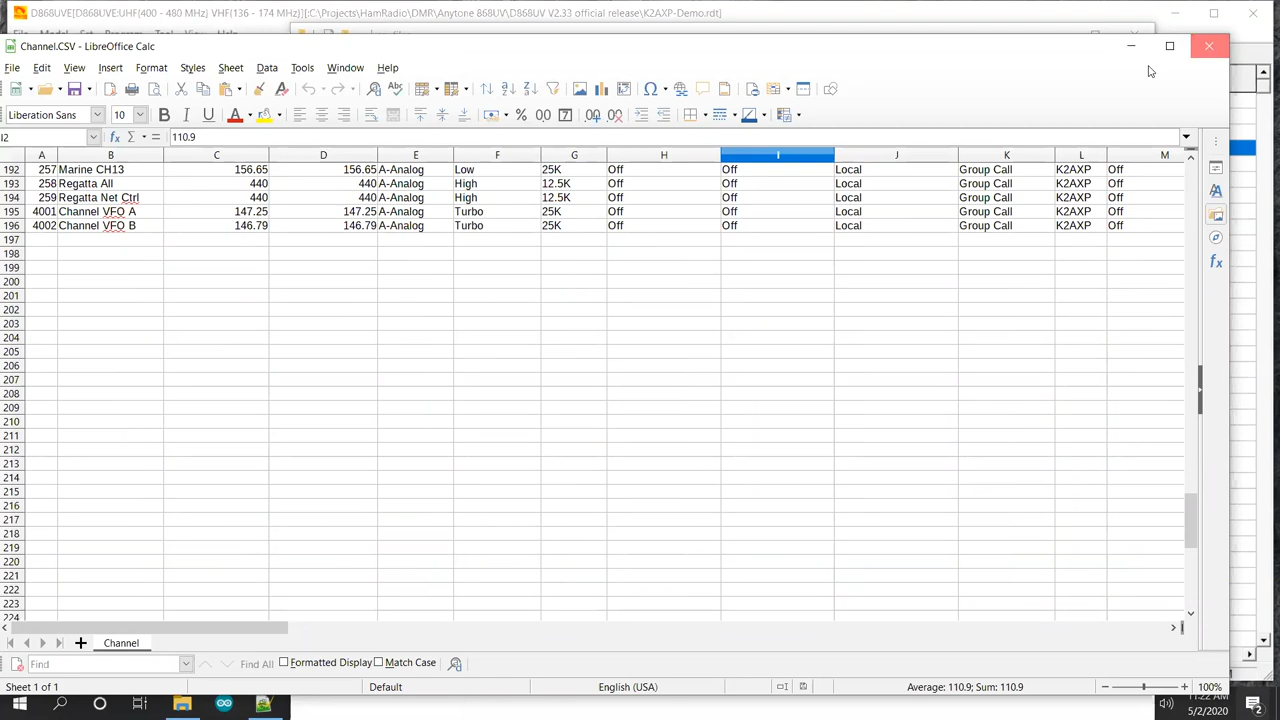 D868UVE[D868UVE:UHF(400 - 480 MHz)VHF(136 - 174 MHz)][:C:\Projects\HamRadio\DMR\Anytone 868UV\D868UV V2.33 official release\K2AXP-Demo.rdt]
Channel.CSV - LibreOffice Calc
File Edit View Insert Format Styles Sheet Data Tools Window Help
Liberation Sans 10
I2 110.9
A B C D E F G H I J K L M
192 257 Marine CH13 156.65 156.65 A-Analog Low 25K Off Off Local Group Call K2AXP Off
193 258 Regatta All 440 440 A-Analog High 12.5K Off Off Local Group Call K2AXP Off
194 259 Regatta Net Ctrl 440 440 A-Analog High 12.5K Off Off Local Group Call K2AXP Off
195 4001 Channel VFO A 147.25 147.25 A-Analog Turbo 25K Off Off Local Group Call K2AXP Off
196 4002 Channel VFO B 146.79 146.79 A-Analog Turbo 25K Off Off Local Group Call K2AXP Off
197
198
199
200
201
202
203
204
205
206
207
208
209
210
211
212
213
214
215
216
217
218
219
220
221
222
223
224
Channel
Find Find All Formatted Display Match Case
Sheet 1 of 1 Default English (USA) Average: 110.9; Sum: 110.9 100%
11:22 AM
5/2/2020
2